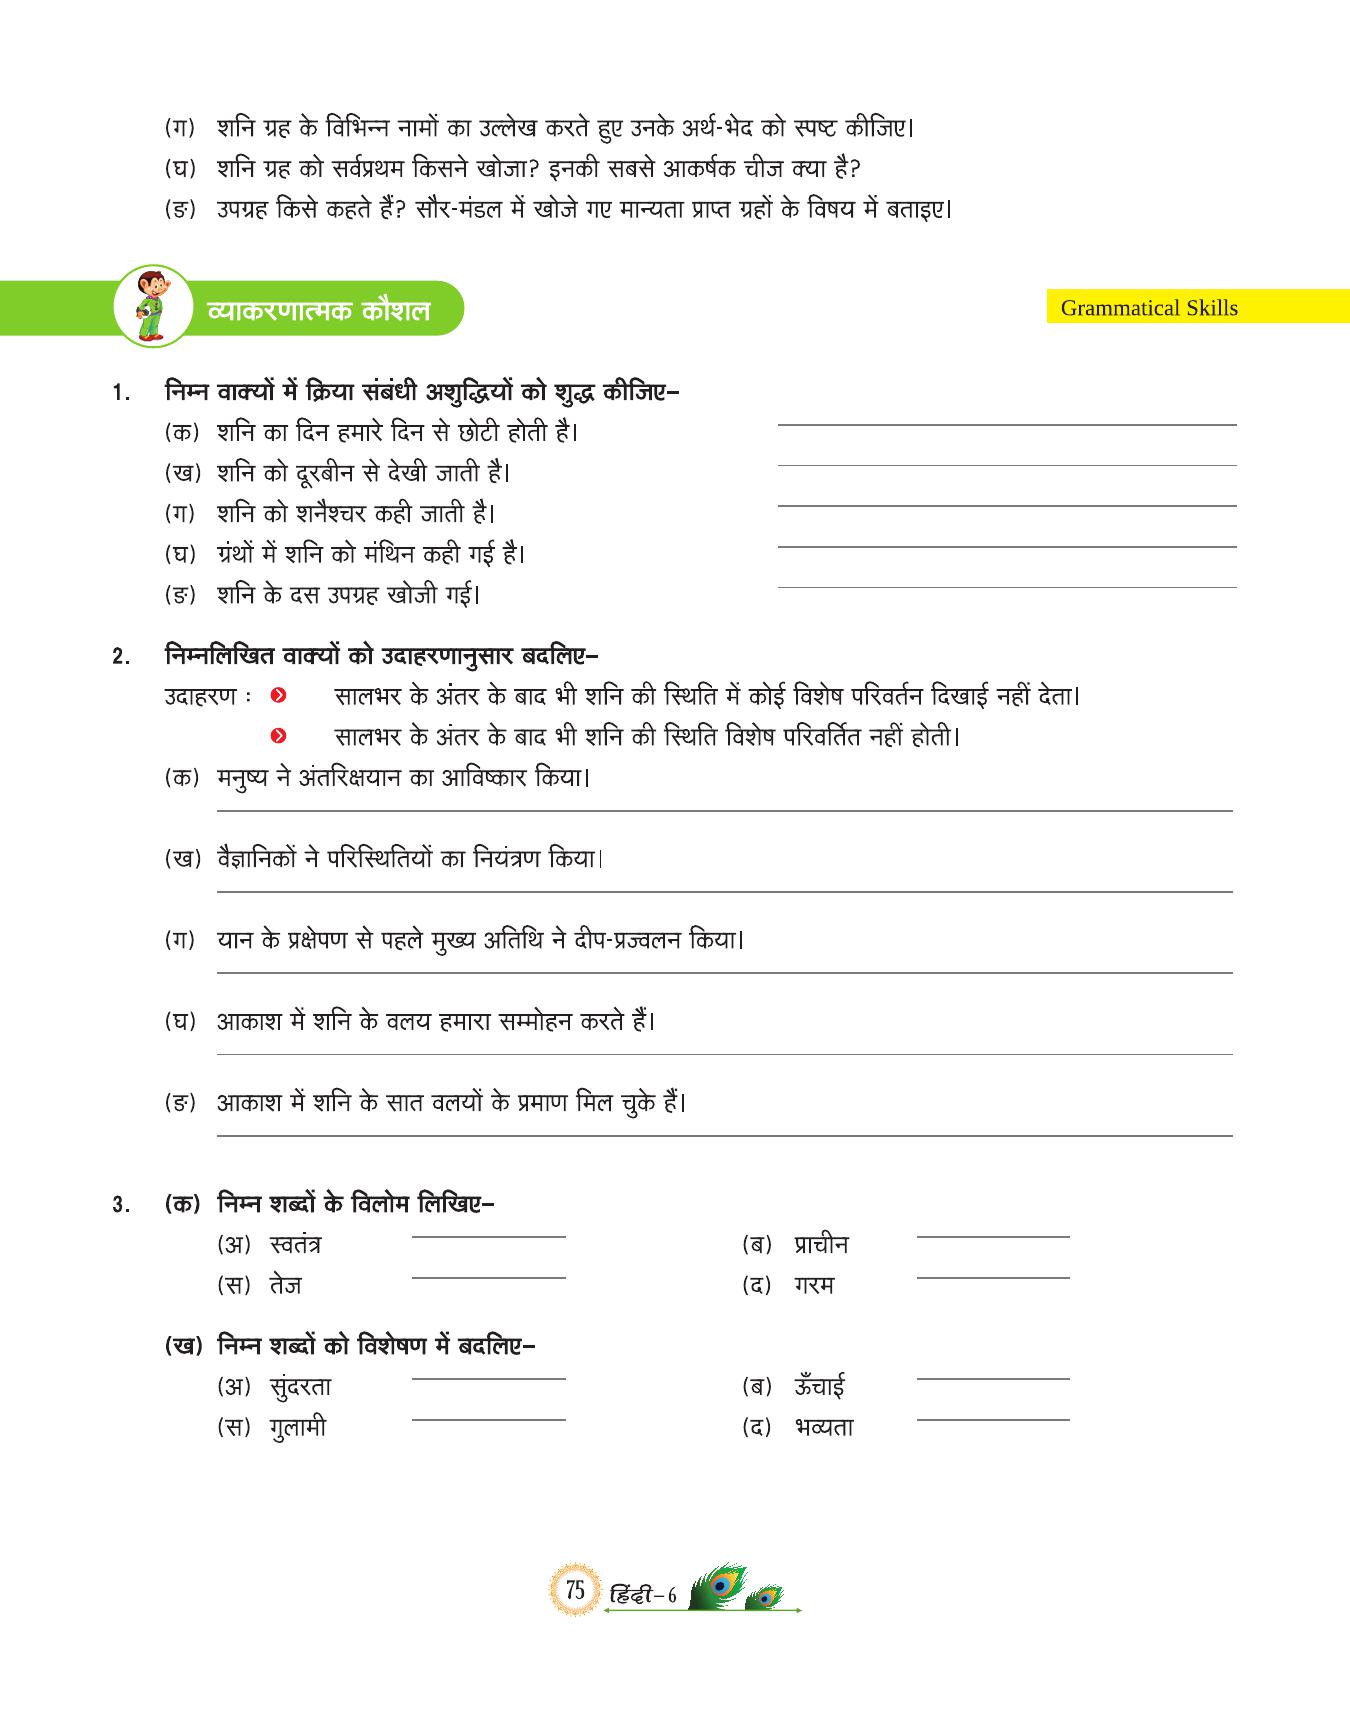 (ग) शनि ग्रह के विभिन्न नामों का उल्लेख करते हुए उनके अर्थ-भेद को स्पष्ट कीजिए।
(घ) शनि ग्रह को सर्वप्रथम किसने खोजा? इनकी सबसे आकर्षक चीज क्या है?
(ङ) उपग्रह किसे कहते हैं? सौर-मंडल में खोजे गए मान्यता प्राप्त ग्रहों के विषय में बताइए।
व्याकरणात्मक कौशल
Grammatical Skills
1. निम्न वाक्यों में क्रिया संबंधी अशुद्धियों को शुद्ध कीजिए–
(क) शनि का दिन हमारे दिन से छोटी होती है।
(ख) शनि को दूरबीन से देखी जाती है।
(ग) शनि को शनैश्चर कही जाती है।
(घ) ग्रंथों में शनि को मंथिन कही गई है।
(ङ) शनि के दस उपग्रह खोजी गई।
2. निम्नलिखित वाक्यों को उदाहरणानुसार बदलिए–
उदाहरण : सालभर के अंतर के बाद भी शनि की स्थिति में कोई विशेष परिवर्तन दिखाई नहीं देता।
सालभर के अंतर के बाद भी शनि की स्थिति विशेष परिवर्तित नहीं होती।
(क) मनुष्य ने अंतरिक्षयान का आविष्कार किया।
(ख) वैज्ञानिकों ने परिस्थितियों का नियंत्रण किया।
(ग) यान के प्रक्षेपण से पहले मुख्य अतिथि ने दीप-प्रज्वलन किया।
(घ) आकाश में शनि के वलय हमारा सम्मोहन करते हैं।
(ङ) आकाश में शनि के सात वलयों के प्रमाण मिल चुके हैं।
3. (क) निम्न शब्दों के विलोम लिखिए–
(अ) स्वतंत्र (ब) प्राचीन
(स) तेज (द) गरम
(ख) निम्न शब्दों को विशेषण में बदलिए–
(अ) सुंदरता (ब) ऊँचाई
(स) गुलामी (द) भव्यता
75 हिंदी–6